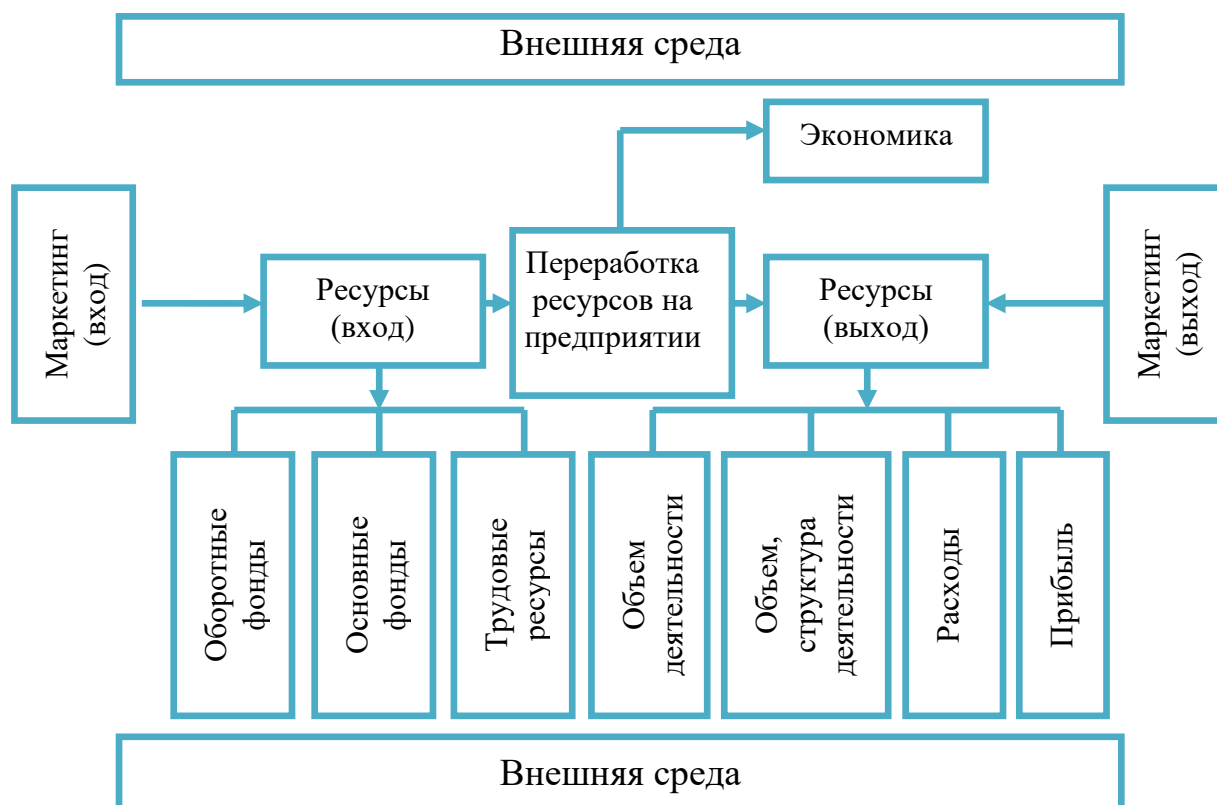 Внешняя среда
Экономика
Маркетинг
(вход)
Ресурсы
(вход)
Переработка
ресурсов на
предприятии
Ресурсы
(выход)
Маркетинг
(выход)
Оборотные
фонды
Основные
фонды
Трудовые
ресурсы
Объем
деятельности
Объем,
структура
деятельности
Расходы
Прибыль
Внешняя среда